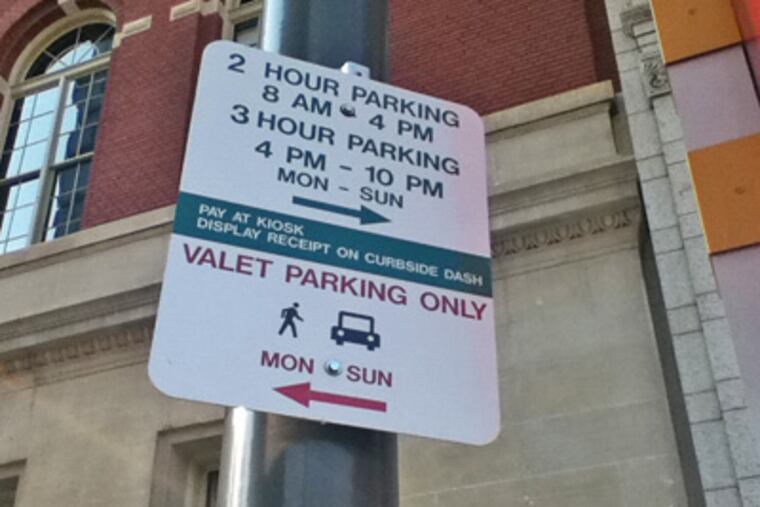 2 HOUR PARKING
8 AM - 4 PM
3 HOUR PARKING
4 PM - 10 PM
MON - SUN
PAY AT KIOSK
DISPLAY RECEIPT ON CURBSIDE DASH
VALET PARKING ONLY
MON SUN